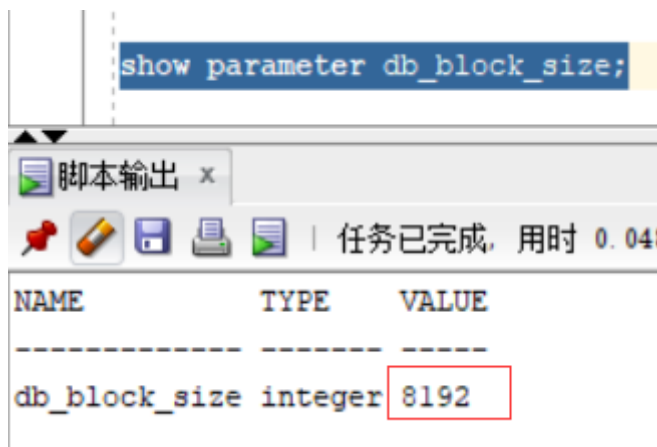 show parameter db_block_size;
脚本输出 ×
任务已完成, 用时 0.048
NAME TYPE VALUE
------------- ------- -----
db_block_size integer 8192